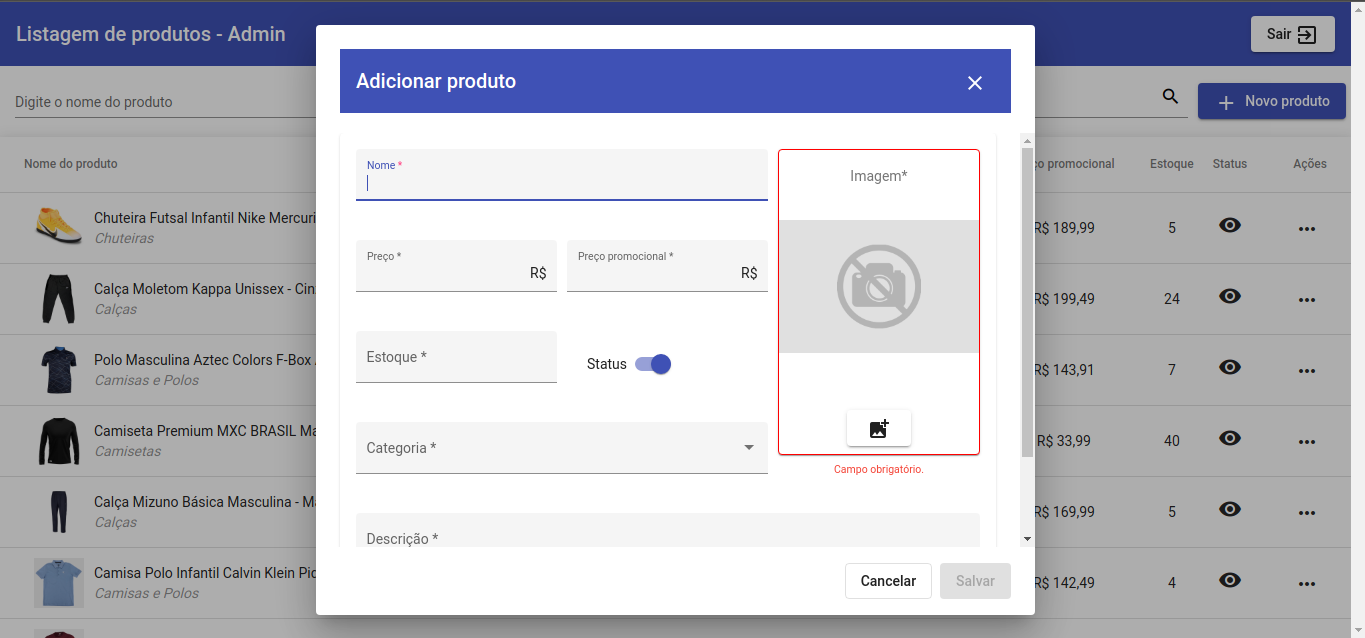 Listagem de produtos - Admin
Sair
Adicionar produto
Digite o nome do produto
Novo produto
Nome do produto
ço promocional
Estoque
Status
Ações
Nome *
Imagem*
Chuteira Futsal Infantil Nike Mercuri
Chuteiras
R$ 189,99
5
Preço *
R$
Preço promocional *
R$
Calça Moletom Kappa Unissex - Cin
Calças
R$ 199,49
24
Estoque *
Status
Polo Masculina Aztec Colors F-Box
Camisas e Polos
R$ 143,91
7
Categoria *
Camiseta Premium MXC BRASIL Ma
Camisetas
R$ 33,99
40
Campo obrigatório.
Calça Mizuno Básica Masculina - M
Calças
R$ 169,99
5
Descrição *
Camisa Polo Infantil Calvin Klein Pic
Camisas e Polos
R$ 142,49
4
Cancelar
Salvar